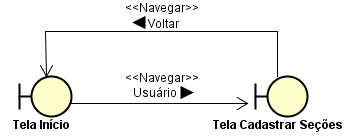 <<Navegar>>
Voltar
<<Navegar>>
Usuário
Tela Início
Tela Cadastrar Seções